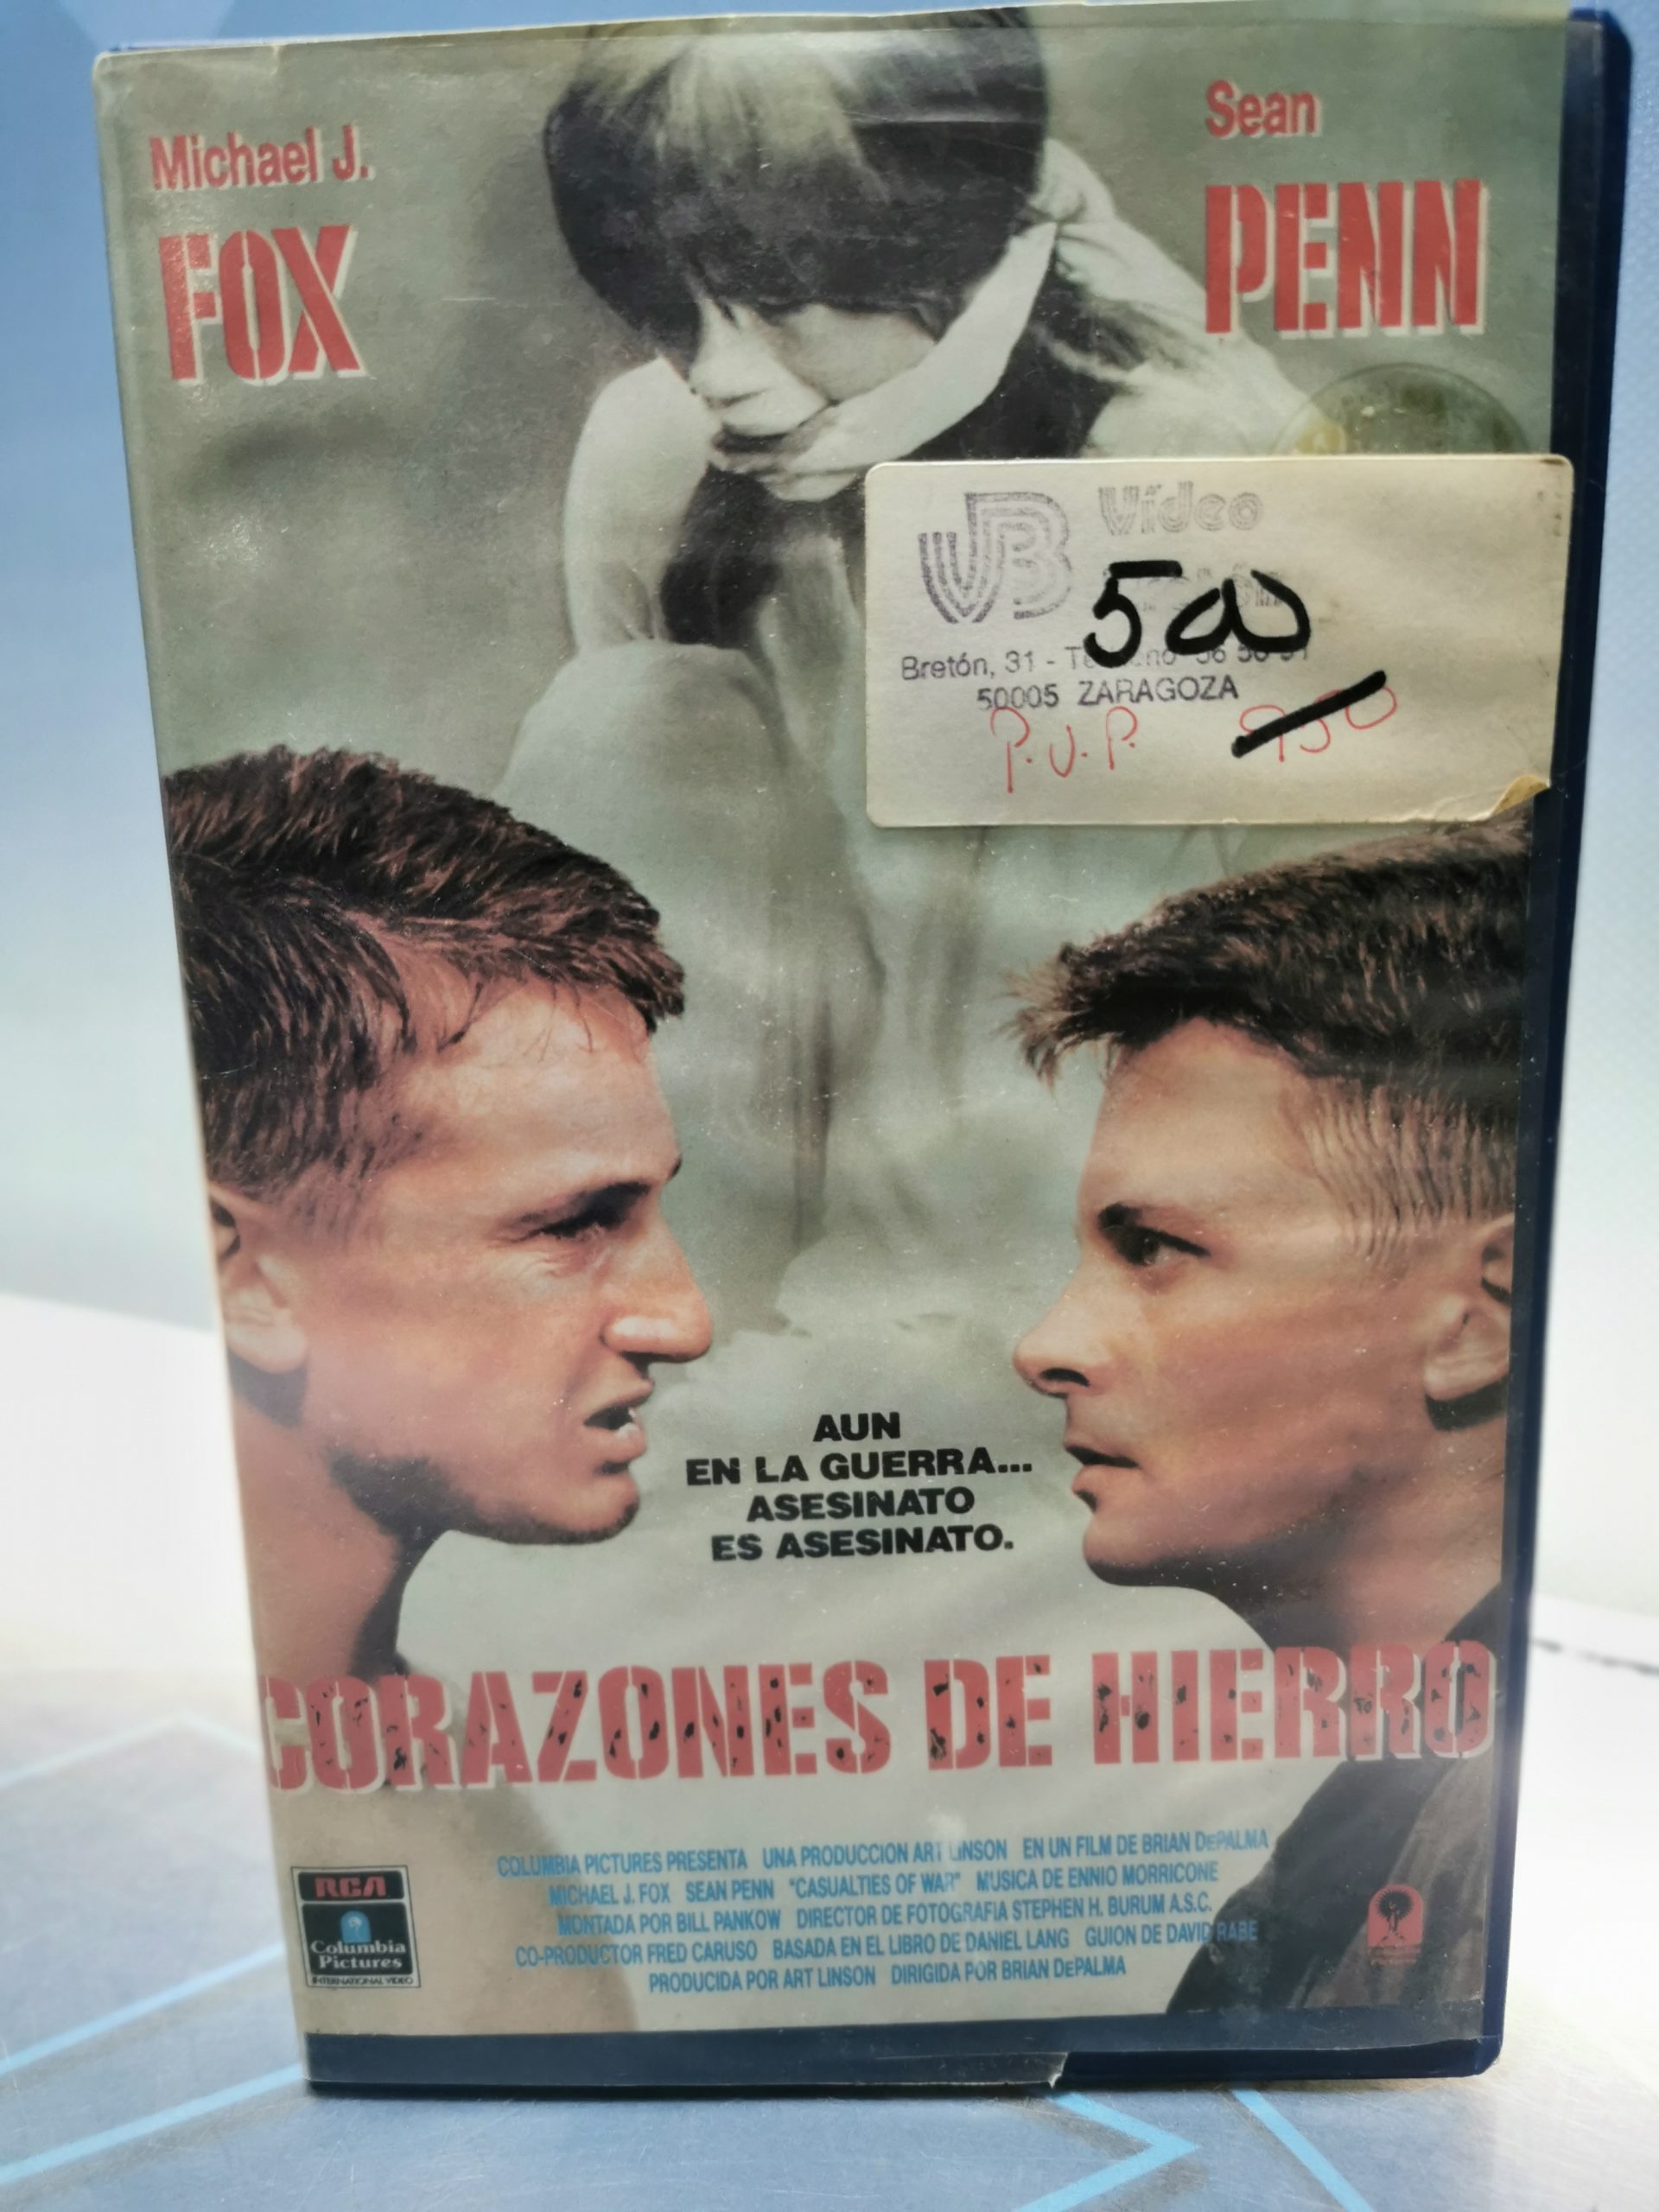 Michael J.
FOX
Sean
PENN
VB Vídeo
500
Bretón, 31 -
50005 ZARAGOZA
P.V.P. 950
AUN
EN LA GUERRA...
ASESINATO
ES ASESINATO.
CORAZONES DE HIERRO
COLUMBIA PICTURES PRESENTA UNA PRODUCCION ART LINSON EN UN FILM DE BRIAN DePALMA
MICHAEL J. FOX SEAN PENN "CASUALTIES OF WAR" MUSICA DE ENNIO MORRICONE
MONTADA POR BILL PANKOW DIRECTOR DE FOTOGRAFIA STEPHEN H. BURUM A.S.C.
CO-PRODUCTOR FRED CARUSO BASADA EN EL LIBRO DE DANIEL LANG GUION DE DAVID RABE
PRODUCIDA POR ART LINSON DIRIGIDA POR BRIAN DePALMA
RCA
Columbia
Pictures
INTERNATIONAL VIDEO